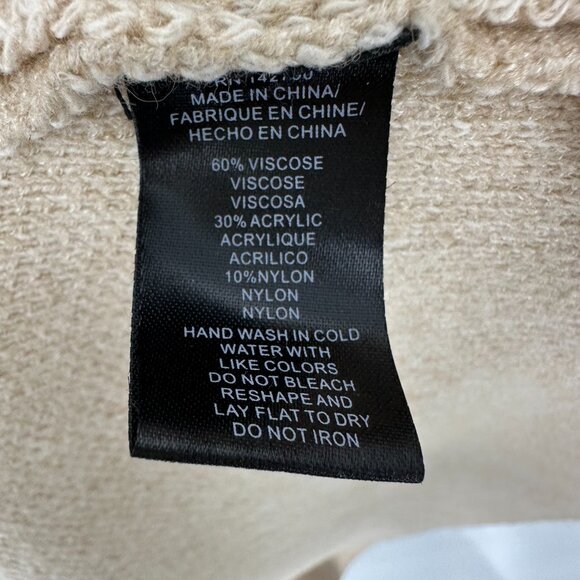 MADE IN CHINA/
FABRIQUE EN CHINE/
HECHO EN CHINA
60% VISCOSE
VISCOSE
VISCOSA
30% ACRYLIC
ACRYLIQUE
ACRILICO
10%NYLON
NYLON
NYLON
HAND WASH IN COLD
WATER WITH
LIKE COLORS
DO NOT BLEACH
RESHAPE AND
LAY FLAT TO DRY
DO NOT IRON